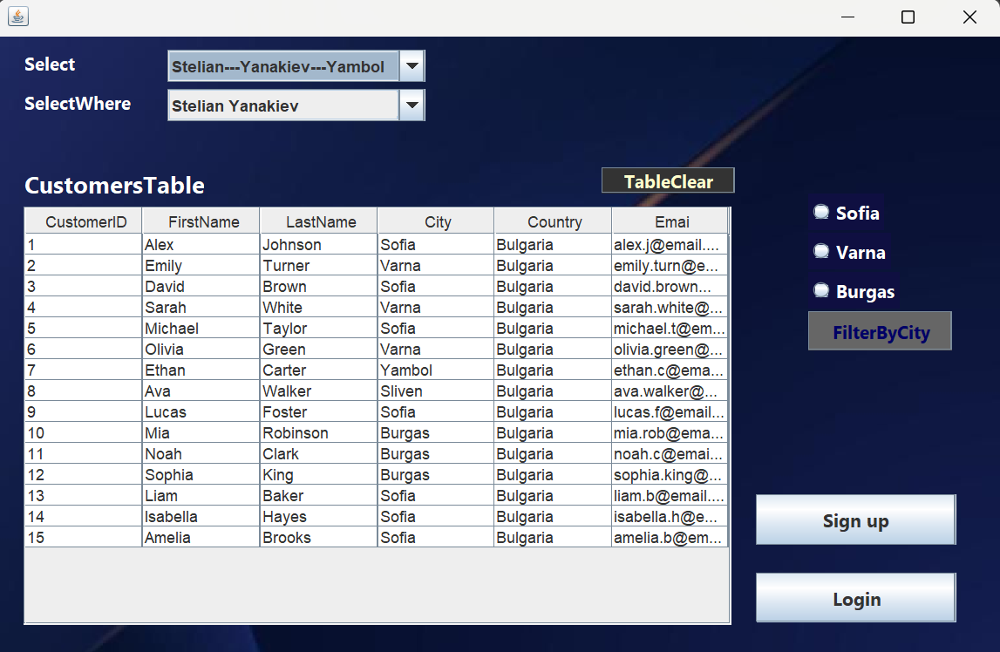 Select
Stelian---Yanakiev---Yambol
SelectWhere
Stelian Yanakiev
CustomersTable
TableClear
CustomerID FirstName LastName City Country Emai
1 Alex Johnson Sofia Bulgaria alex.j@email....
2 Emily Turner Varna Bulgaria emily.turn@e...
3 David Brown Sofia Bulgaria david.brown...
4 Sarah White Varna Bulgaria sarah.white@...
5 Michael Taylor Sofia Bulgaria michael.t@em...
6 Olivia Green Varna Bulgaria olivia.green@...
7 Ethan Carter Yambol Bulgaria ethan.c@ema...
8 Ava Walker Sliven Bulgaria ava.walker@...
9 Lucas Foster Sofia Bulgaria lucas.f@email...
10 Mia Robinson Burgas Bulgaria mia.rob@ema...
11 Noah Clark Burgas Bulgaria noah.c@emai...
12 Sophia King Burgas Bulgaria sophia.king@...
13 Liam Baker Sofia Bulgaria liam.b@email....
14 Isabella Hayes Sofia Bulgaria isabella.h@e...
15 Amelia Brooks Sofia Bulgaria amelia.b@em...
Sofia
Varna
Burgas
FilterByCity
Sign up
Login